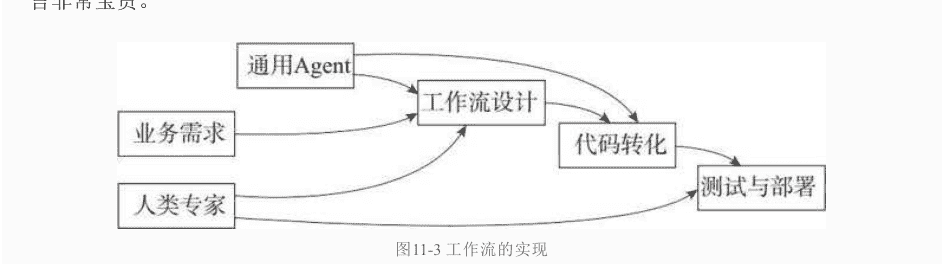 通用Agent
工作流设计
业务需求
代码转化
人类专家
测试与部署
图11-3 工作流的实现